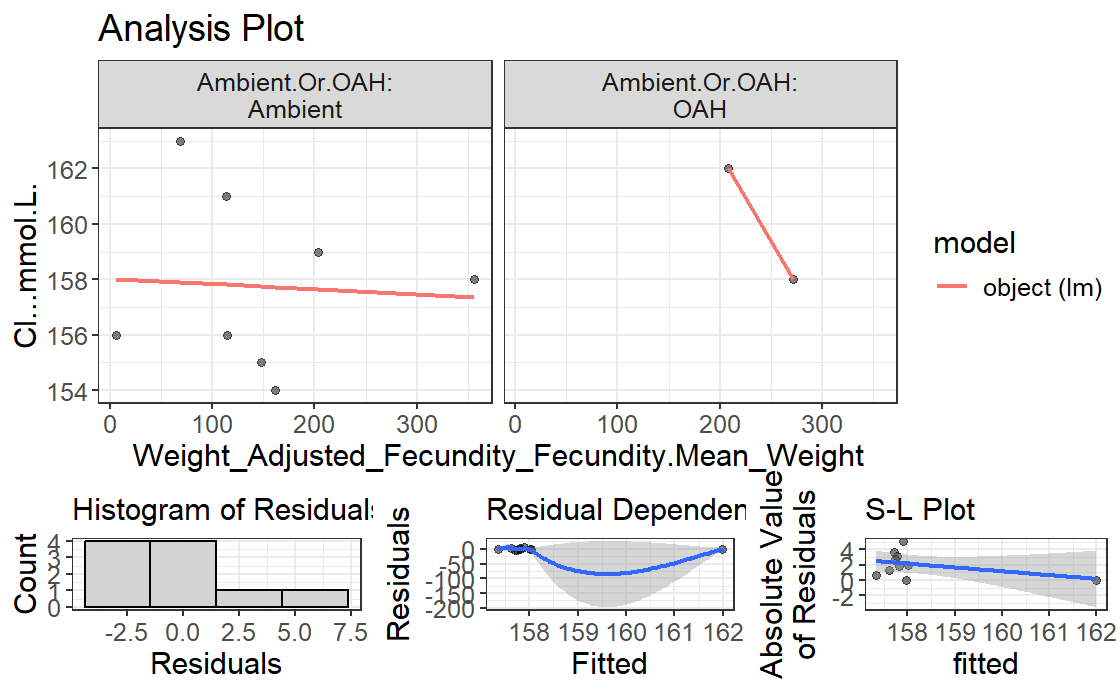 Analysis Plot
Ambient.Or.OAH:
Ambient
Ambient.Or.OAH:
OAH
Cl...mmol.L.
162
160
158
156
154
0 100 200 300
0 100 200 300
Weight_Adjusted_Fecundity_Fecundity.Mean_Weight
model
object (lm)
Histogram of Residuals
Count
4
3
2
1
0
-2.5 0.0 2.5 5.0 7.5
Residuals
Residual Dependen
Residuals
0
-50
-100
-150
-200
158 159 160 161 162
Fitted
S-L Plot
Absolute Value
of Residuals
4
2
0
-2
158 159 160 161 162
fitted